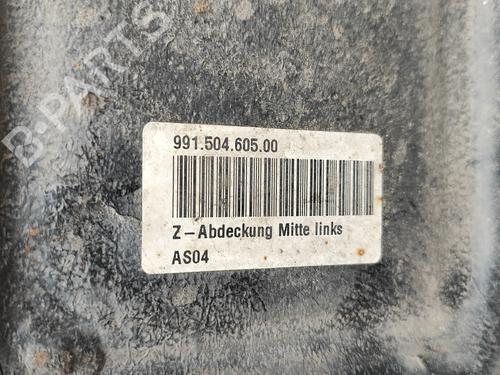 B-PARTS
991.504.605.00
Z-Abdeckung Mitte links
AS04